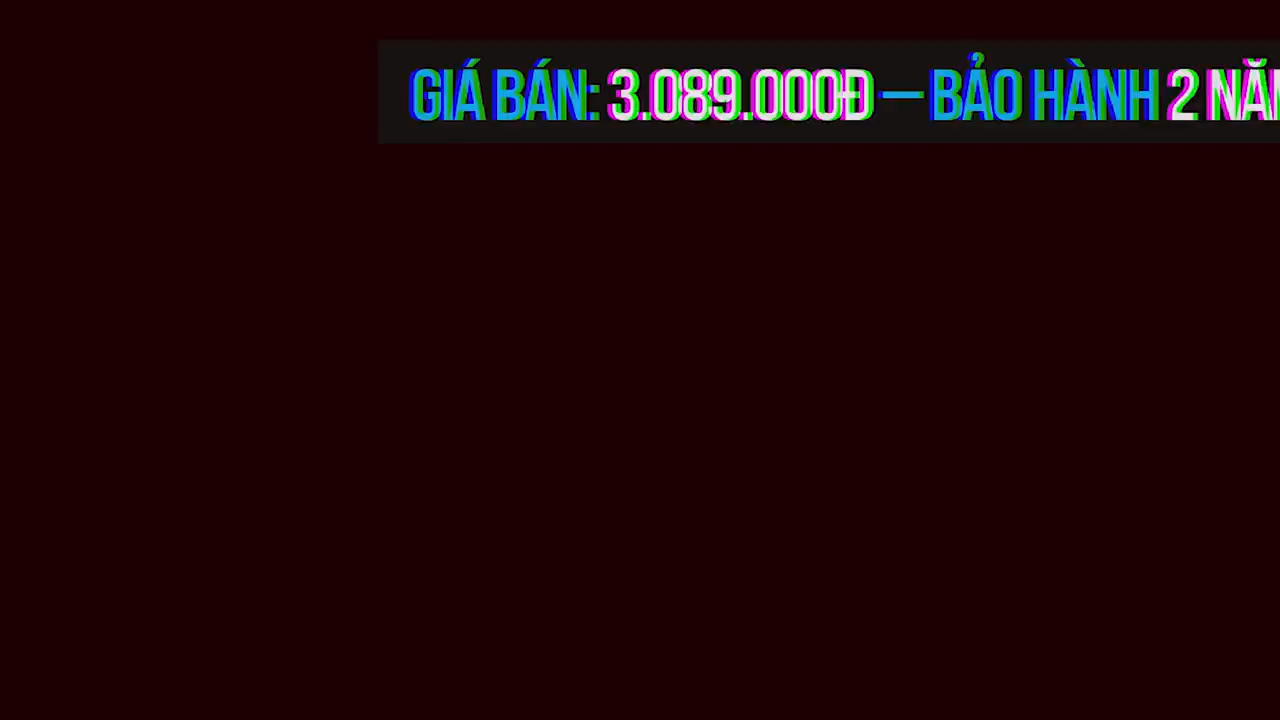 GIÁ BÁN: 3.089.000Đ — BẢO HÀNH 2